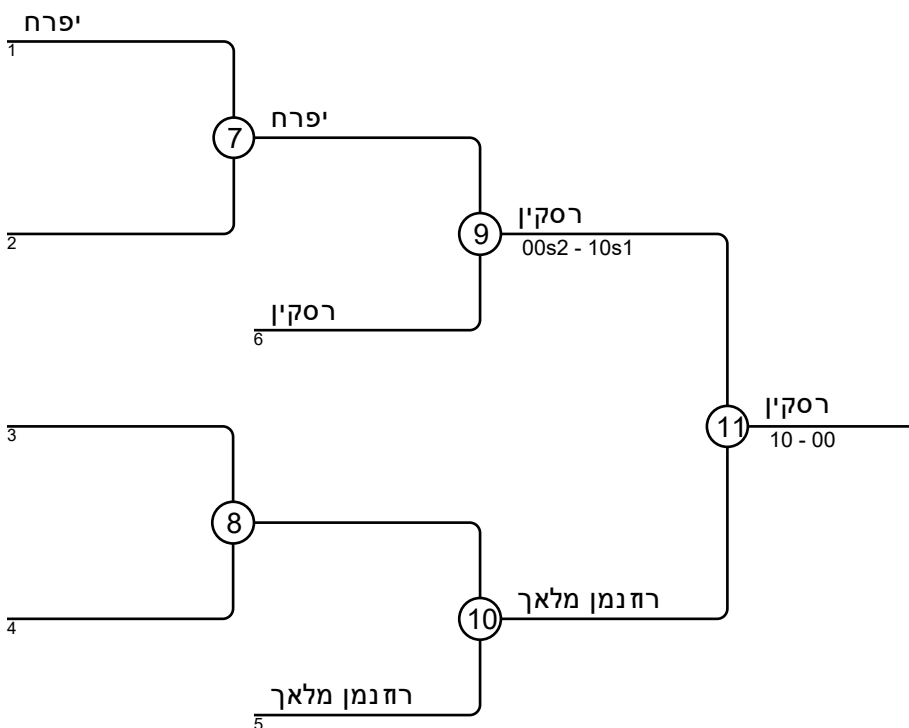 יפרח
1
7
יפרח
2
רסקין
9
00s2 - 10s1
רסקין
6
3
רסקין
11
10 - 00
8
4
רוזנמן מלאך
10
רוזנמן מלאך
5